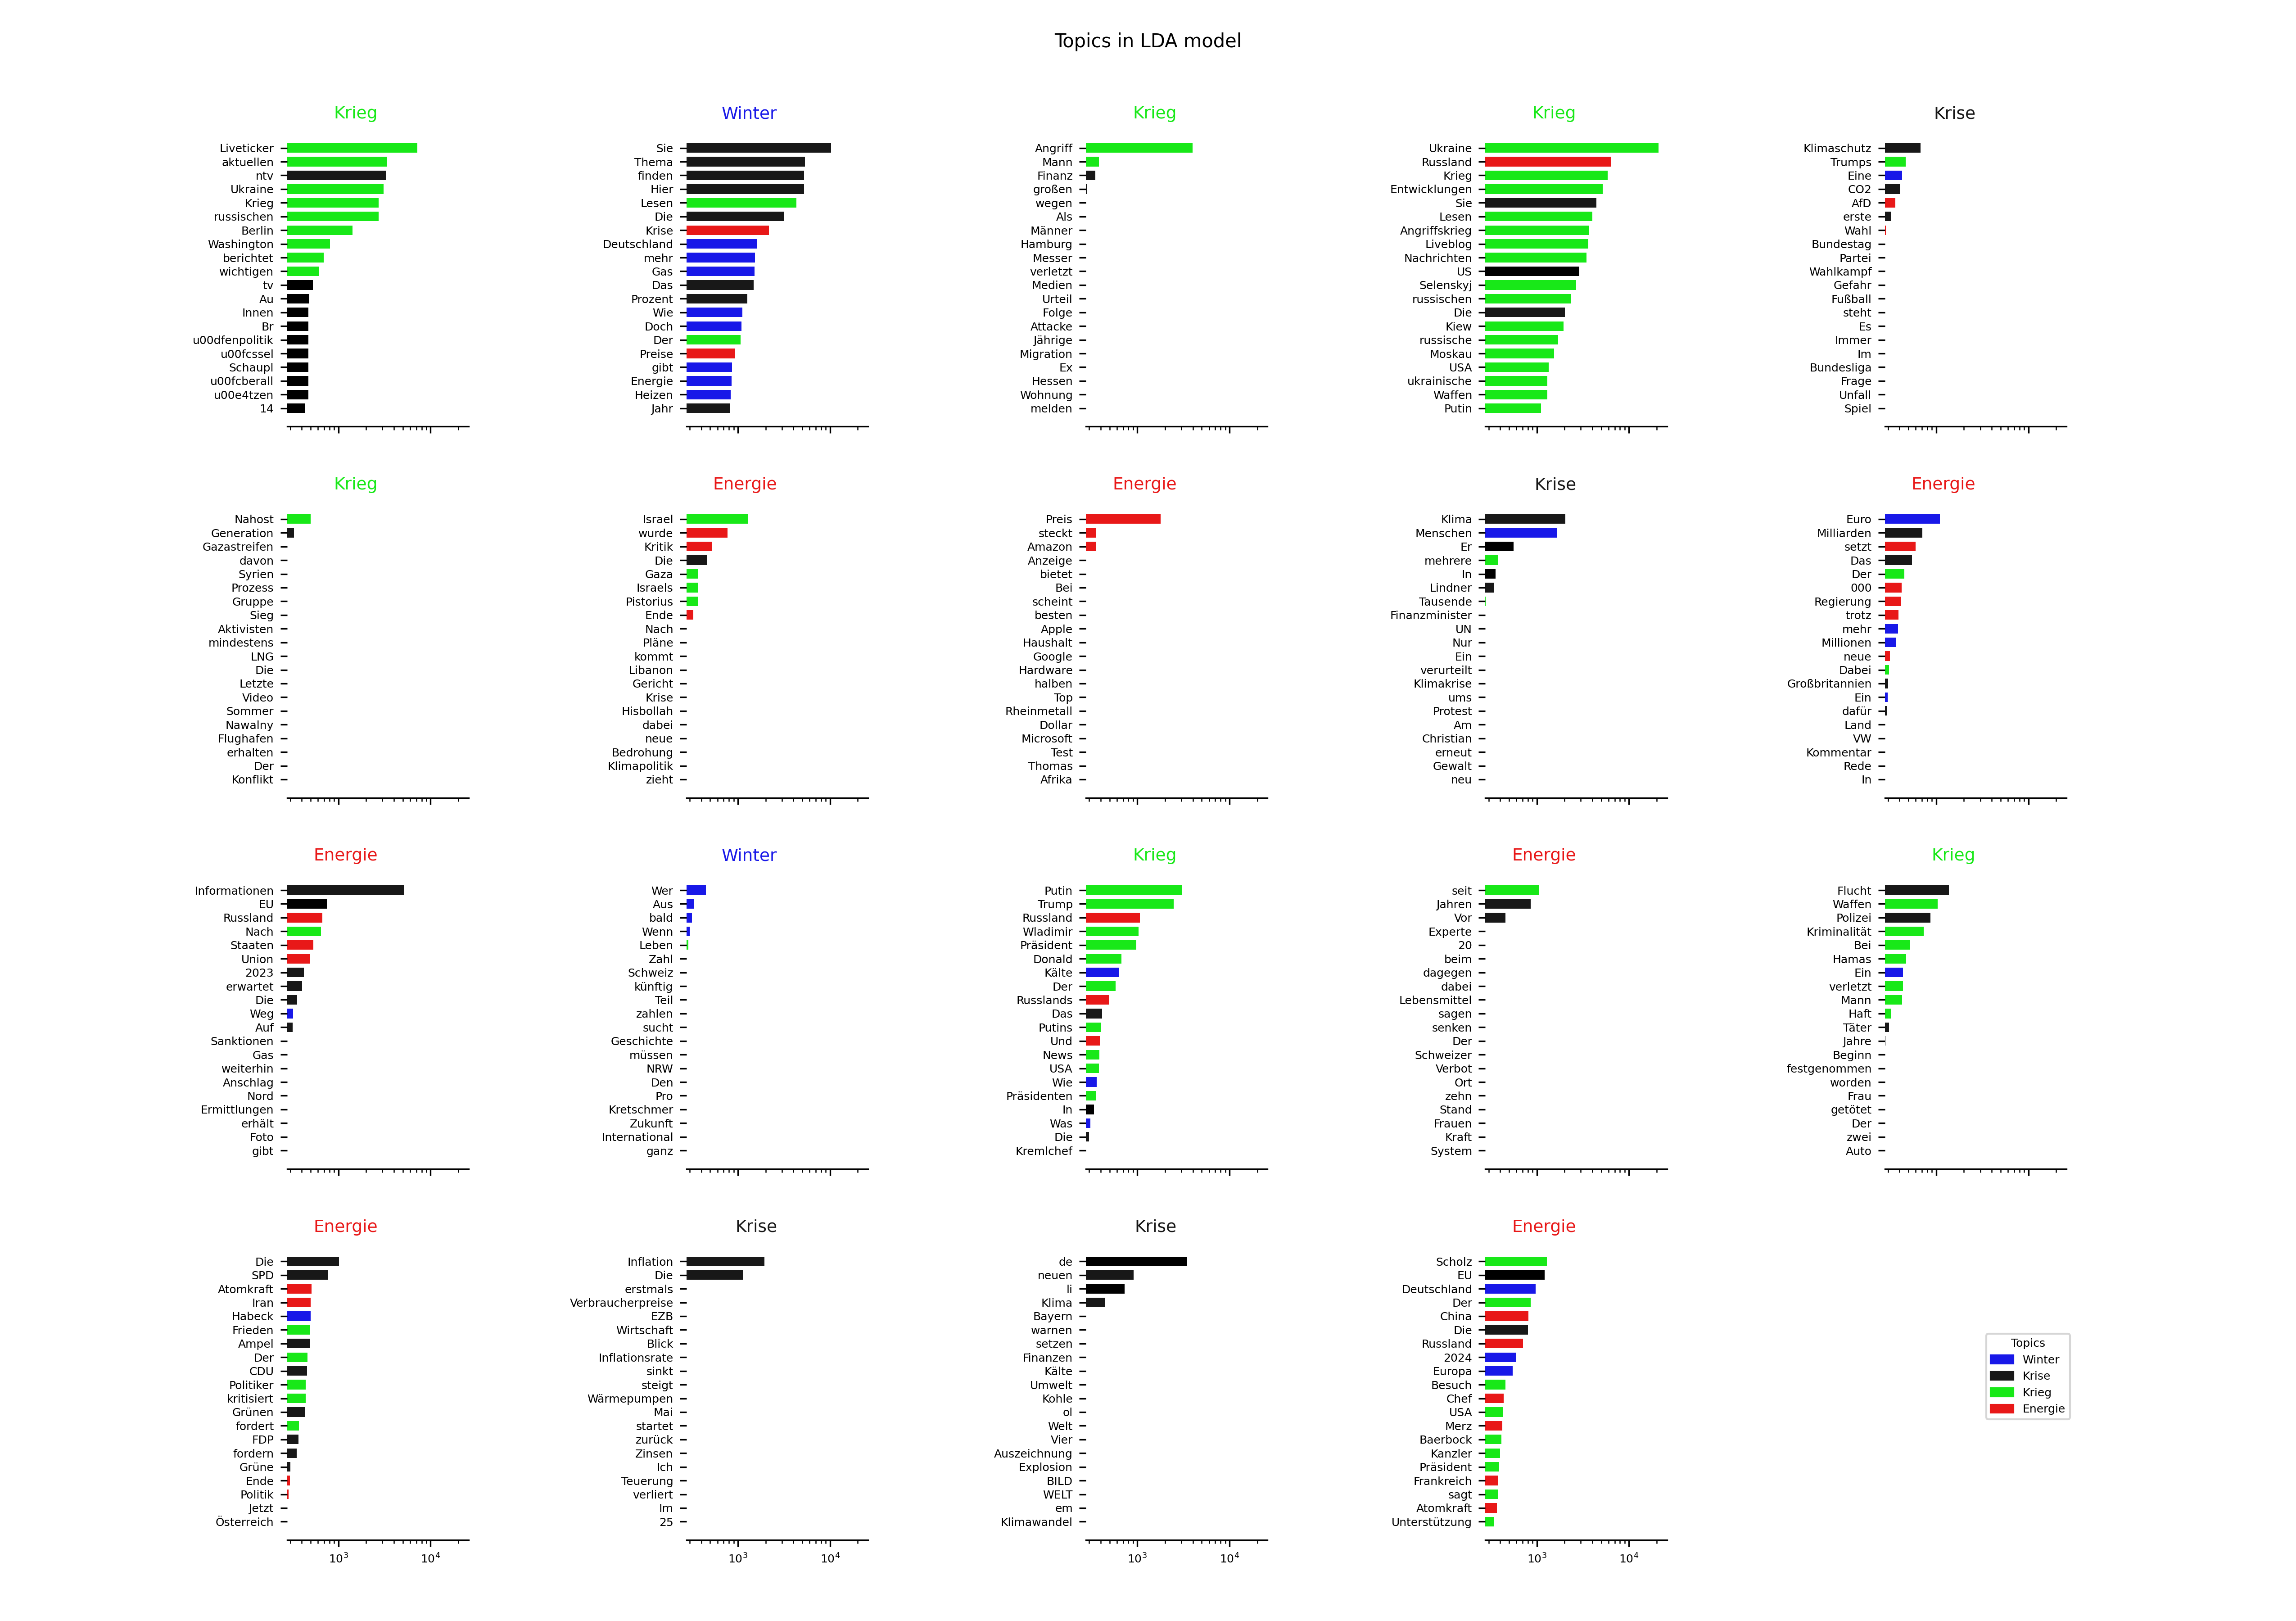 Topics in LDA model
Krieg
Liveticker
aktuellen
ntv
Ukraine
Krieg
russischen
Berlin
Washington
berichtet
wichtigen
tv
Au
Innen
Br
u00dfenpolitik
u00fcssel
Schaupl
u00fcberall
u00e4tzen
14
Winter
Sie
Thema
finden
Hier
Lesen
Die
Krise
Deutschland
mehr
Gas
Das
Prozent
Wie
Doch
Der
Preise
gibt
Energie
Heizen
Jahr
Krieg
Angriff
Mann
Finanz
großen
wegen
Als
Männer
Hamburg
Messer
verletzt
Medien
Urteil
Folge
Attacke
Jährige
Migration
Ex
Hessen
Wohnung
melden
Krieg
Ukraine
Russland
Krieg
Entwicklungen
Sie
Lesen
Angriffskrieg
Liveblog
Nachrichten
US
Selenskyj
russischen
Die
Kiew
russische
Moskau
USA
ukrainische
Waffen
Putin
Krise
Klimaschutz
Trumps
Eine
CO2
AfD
erste
Wahl
Bundestag
Partei
Wahlkampf
Gefahr
Fußball
steht
Es
Immer
Im
Bundesliga
Frage
Unfall
Spiel
Krieg
Nahost
Generation
Gazastreifen
davon
Syrien
Prozess
Gruppe
Sieg
Aktivisten
mindestens
LNG
Die
Letzte
Video
Sommer
Nawalny
Flughafen
erhalten
Der
Konflikt
Energie
Israel
wurde
Kritik
Die
Gaza
Israels
Pistorius
Ende
Nach
Pläne
kommt
Libanon
Gericht
Krise
Hisbollah
dabei
neue
Bedrohung
Klimapolitik
zieht
Energie
Preis
steckt
Amazon
Anzeige
bietet
Bei
scheint
besten
Apple
Haushalt
Google
Hardware
halben
Top
Rheinmetall
Dollar
Microsoft
Test
Thomas
Afrika
Krise
Klima
Menschen
Er
mehrere
In
Lindner
Tausende
Finanzminister
UN
Nur
Ein
verurteilt
Klimakrise
ums
Protest
Am
Christian
erneut
Gewalt
neu
Energie
Euro
Milliarden
setzt
Das
Der
000
Regierung
trotz
mehr
Millionen
neue
Dabei
Großbritannien
Ein
dafür
Land
VW
Kommentar
Rede
In
Energie
Informationen
EU
Russland
Nach
Staaten
Union
2023
erwartet
Die
Weg
Auf
Sanktionen
Gas
weiterhin
Anschlag
Nord
Ermittlungen
erhält
Foto
gibt
Winter
Wer
Aus
bald
Wenn
Leben
Zahl
Schweiz
künftig
Teil
zahlen
sucht
Geschichte
müssen
NRW
Den
Pro
Kretschmer
Zukunft
International
ganz
Krieg
Putin
Trump
Russland
Wladimir
Präsident
Donald
Kälte
Der
Russlands
Das
Putins
Und
News
USA
Wie
Präsidenten
In
Was
Die
Kremlchef
Energie
seit
Jahren
Vor
Experte
20
beim
dagegen
dabei
Lebensmittel
sagen
senken
Der
Schweizer
Verbot
Ort
zehn
Stand
Frauen
Kraft
System
Krieg
Flucht
Waffen
Polizei
Kriminalität
Bei
Hamas
Ein
verletzt
Mann
Haft
Täter
Jahre
Beginn
festgenommen
worden
Frau
getötet
Der
zwei
Auto
Energie
Die
SPD
Atomkraft
Iran
Habeck
Frieden
Ampel
Der
CDU
Politiker
kritisiert
Grünen
fordert
FDP
fordern
Grüne
Ende
Politik
Jetzt
Österreich
10³ 10⁴
Krise
Inflation
Die
erstmals
Verbraucherpreise
EZB
Wirtschaft
Blick
Inflationsrate
sinkt
steigt
Wärmepumpen
Mai
startet
zurück
Zinsen
Ich
Teuerung
verliert
Im
25
10³ 10⁴
Krise
de
neuen
li
Klima
Bayern
warnen
setzen
Finanzen
Kälte
Umwelt
Kohle
ol
Welt
Vier
Auszeichnung
Explosion
BILD
WELT
em
Klimawandel
10³ 10⁴
Energie
Scholz
EU
Deutschland
Der
China
Die
Russland
2024
Europa
Besuch
Chef
USA
Merz
Baerbock
Kanzler
Präsident
Frankreich
sagt
Atomkraft
Unterstützung
10³ 10⁴
Topics
Winter
Krise
Krieg
Energie